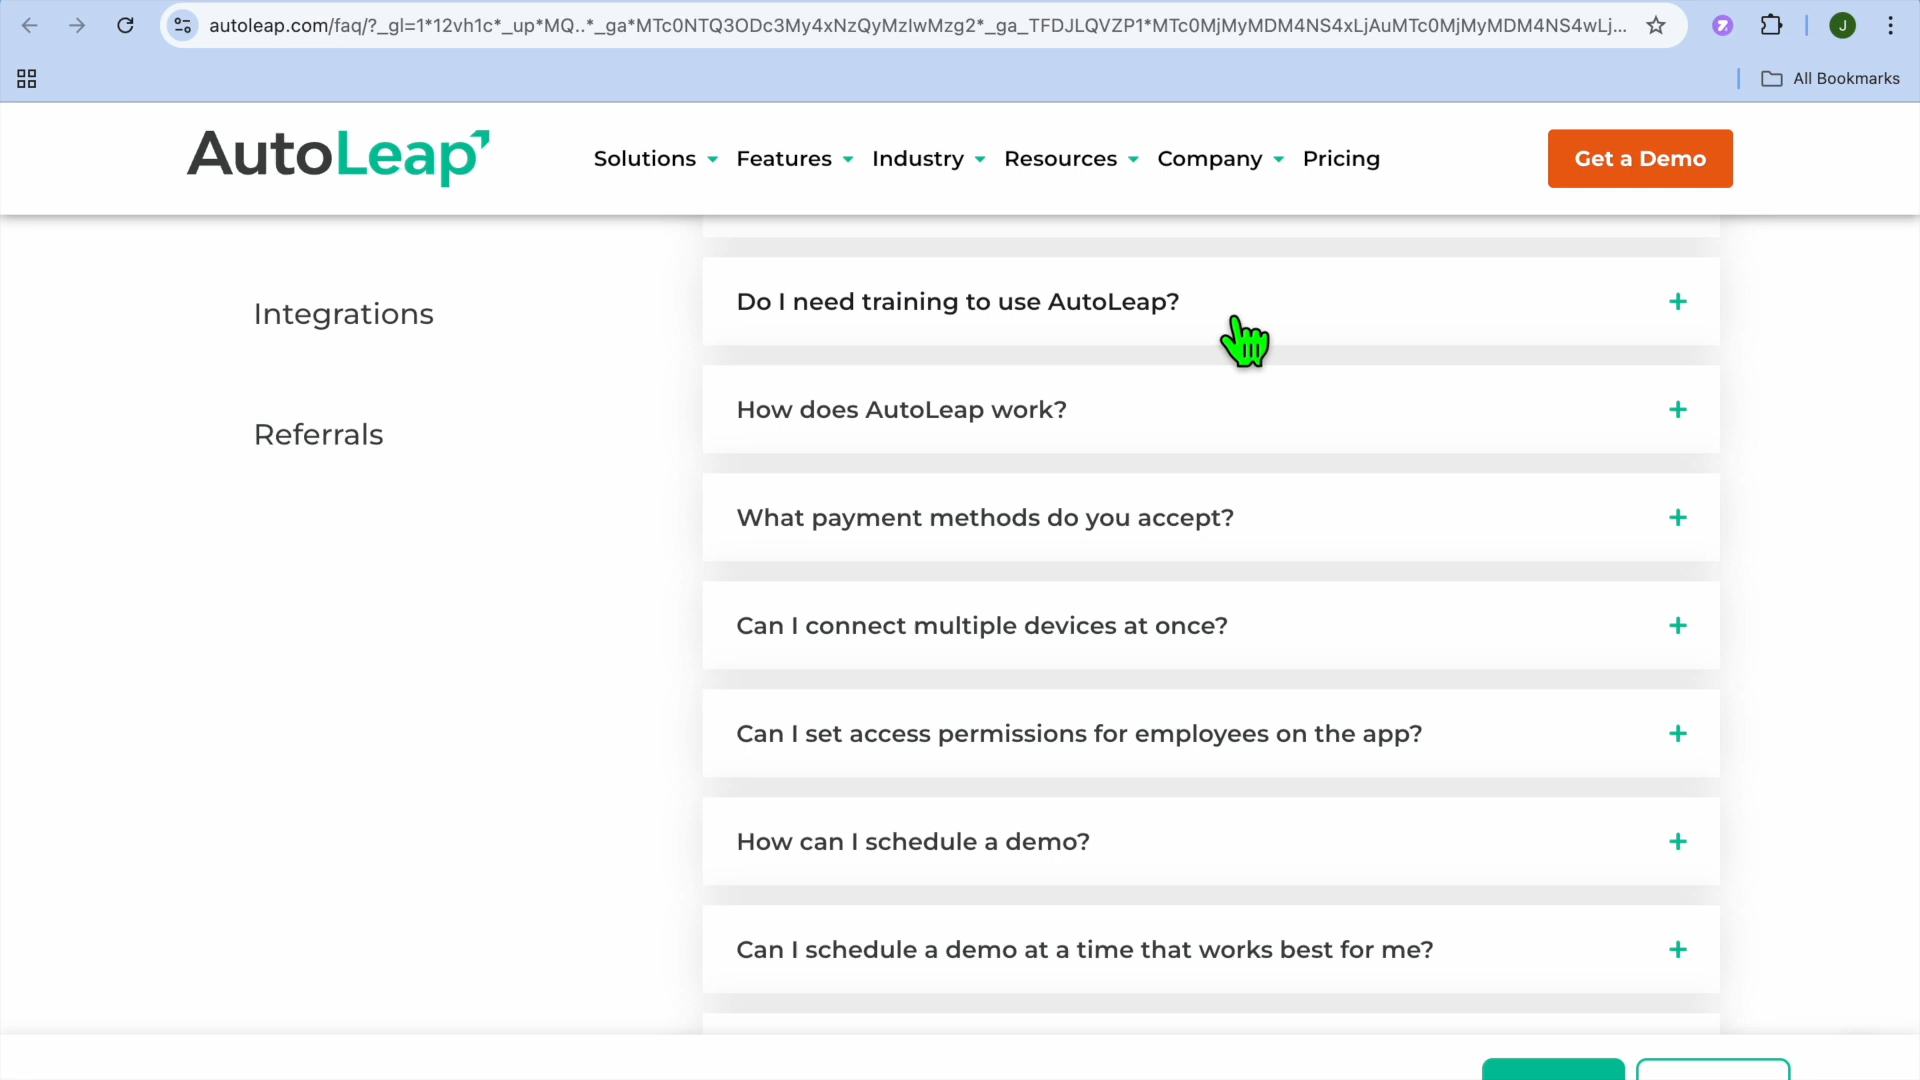 autoleap.com/faq/?_gl=1*12vh1c*_up*MQ..*_ga*MTc0NTQ3ODc3My4xNzQyMzIwMzg2*_ga_TFDJLQVZP1*MTc0MjMyMDM4NS4xLjAuMTc0MjMyMDM4NS4wLj...
J
All Bookmarks
AutoLeap
Solutions
Features
Industry
Resources
Company
Pricing
Get a Demo
Integrations
Referrals
Do I need training to use AutoLeap?
How does AutoLeap work?
What payment methods do you accept?
Can I connect multiple devices at once?
Can I set access permissions for employees on the app?
How can I schedule a demo?
Can I schedule a demo at a time that works best for me?